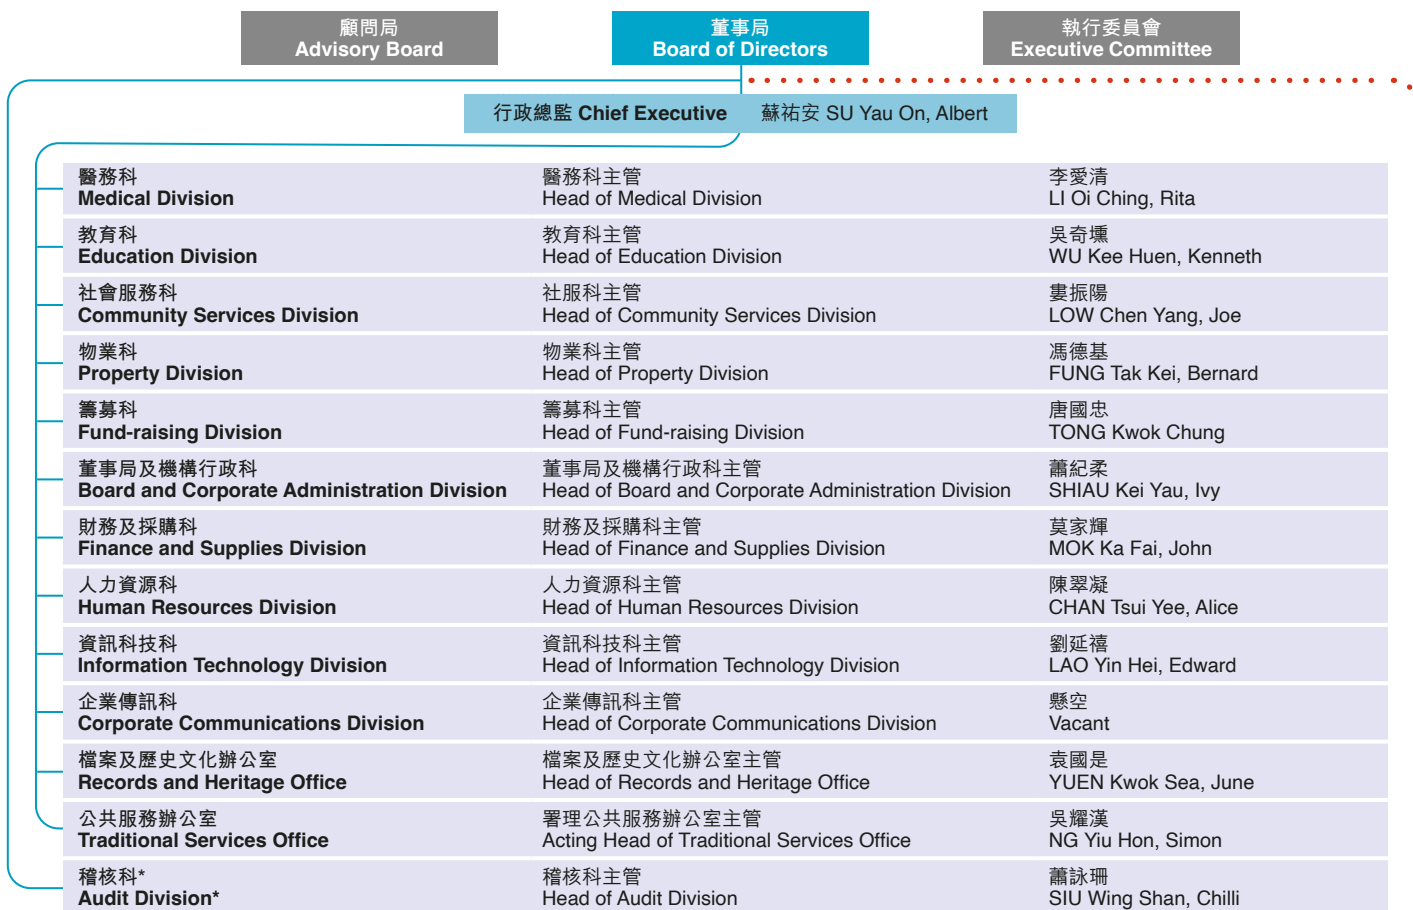 顧問局
Advisory Board
董事局
Board of Directors
執行委員會
Executive Committee
行政總監 Chief Executive 蘇祐安 SU Yau On, Albert
醫務科
Medical Division
醫務科主管
Head of Medical Division
李愛清
LI Oi Ching, Rita
教育科
Education Division
教育科主管
Head of Education Division
吳奇壎
WU Kee Huen, Kenneth
社會服務科
Community Services Division
社服科主管
Head of Community Services Division
婁振陽
LOW Chen Yang, Joe
物業科
Property Division
物業科主管
Head of Property Division
馮德基
FUNG Tak Kei, Bernard
籌募科
Fund-raising Division
籌募科主管
Head of Fund-raising Division
唐國忠
TONG Kwok Chung
董事局及機構行政科
Board and Corporate Administration Division
董事局及機構行政科主管
Head of Board and Corporate Administration Division
蕭紀柔
SHIAU Kei Yau, Ivy
財務及採購科
Finance and Supplies Division
財務及採購科主管
Head of Finance and Supplies Division
莫家輝
MOK Ka Fai, John
人力資源科
Human Resources Division
人力資源科主管
Head of Human Resources Division
陳翠凝
CHAN Tsui Yee, Alice
資訊科技科
Information Technology Division
資訊科技科主管
Head of Information Technology Division
劉延禧
LAO Yin Hei, Edward
企業傳訊科
Corporate Communications Division
企業傳訊科主管
Head of Corporate Communications Division
懸空
Vacant
檔案及歷史文化辦公室
Records and Heritage Office
檔案及歷史文化辦公室主管
Head of Records and Heritage Office
袁國是
YUEN Kwok Sea, June
公共服務辦公室
Traditional Services Office
署理公共服務辦公室主管
Acting Head of Traditional Services Office
吳耀漢
NG Yiu Hon, Simon
稽核科*
Audit Division*
稽核科主管
Head of Audit Division
蕭詠珊
SIU Wing Shan, Chilli